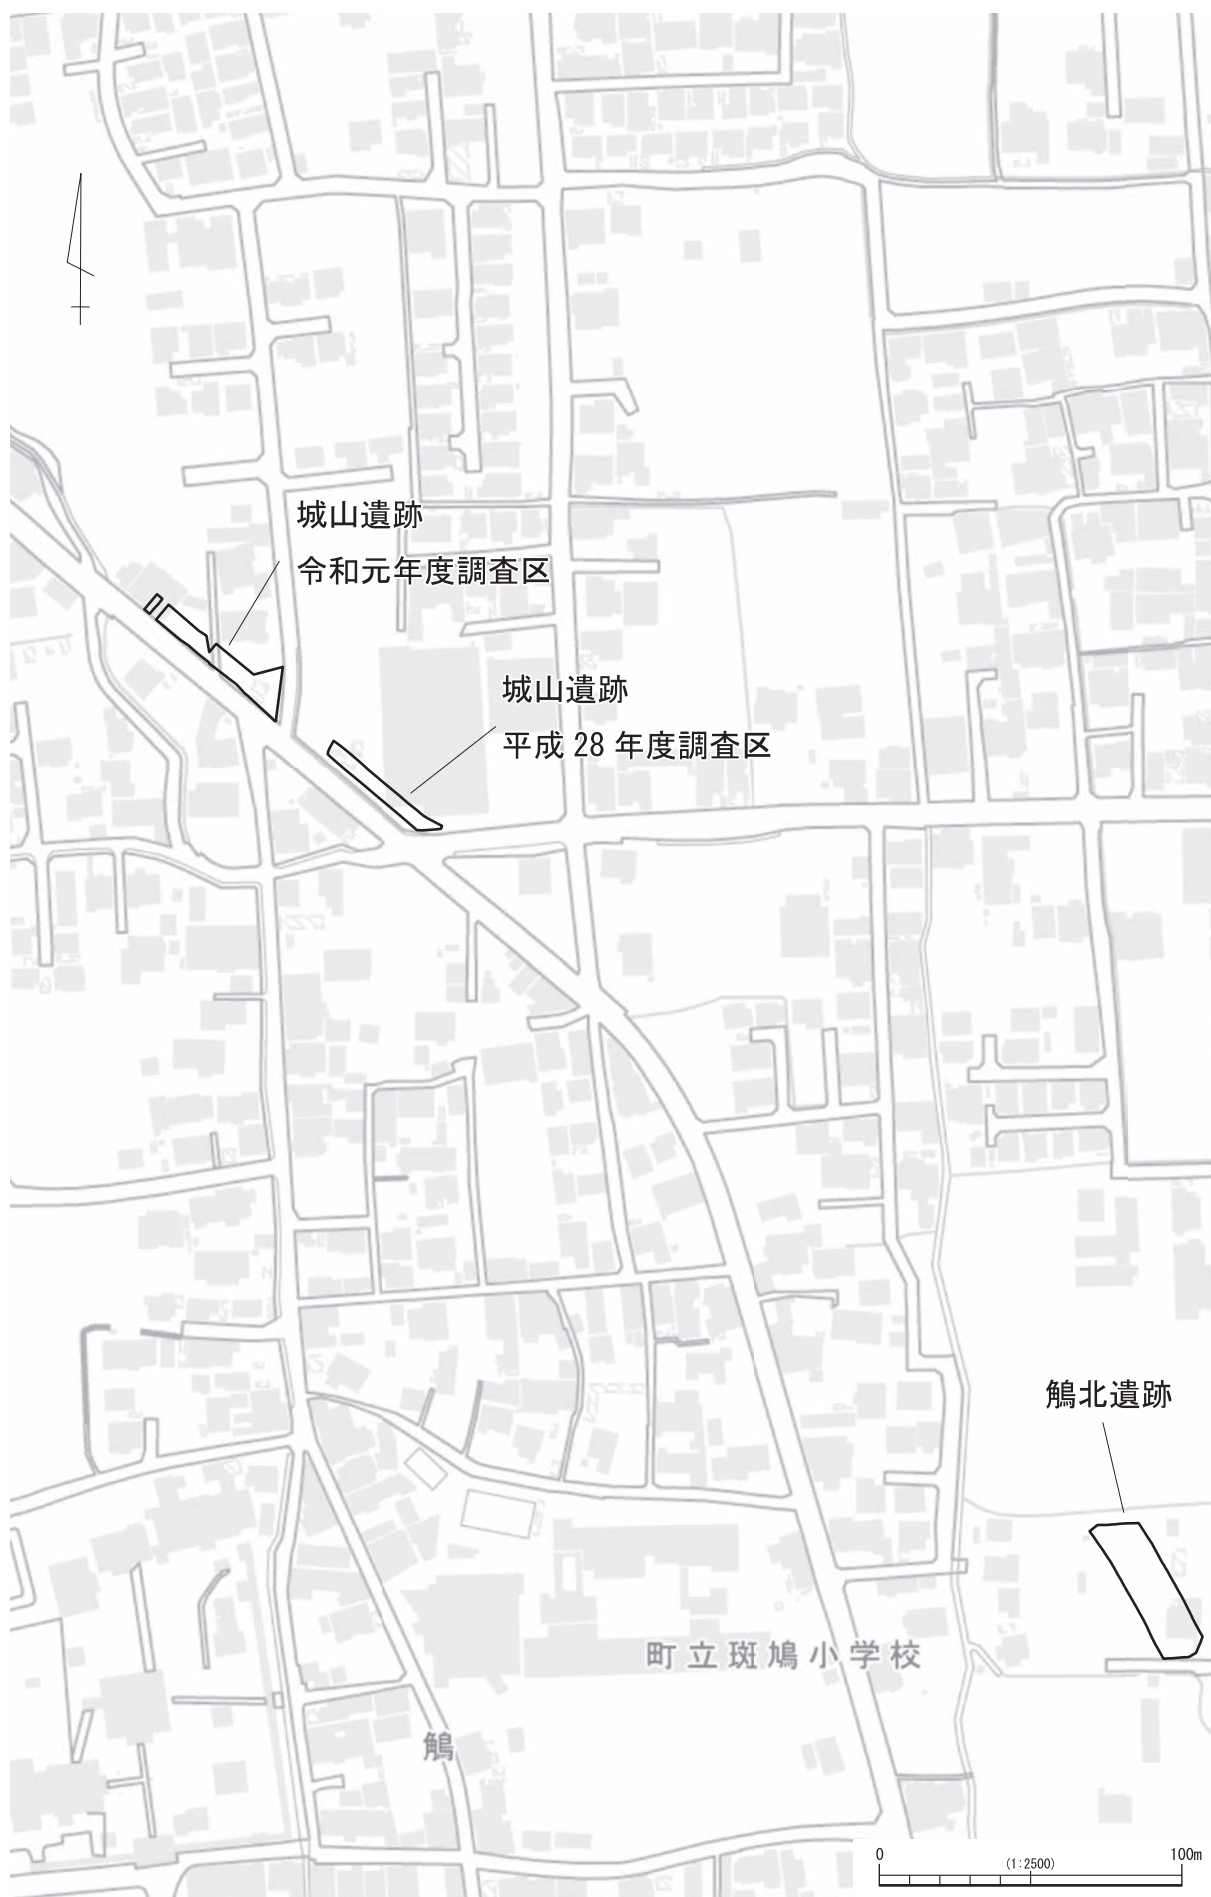 城山遺跡
令和元年度調査区
城山遺跡
平成 28 年度調査区
鵤北遺跡
町立斑鳩小学校
鵤
0
(1:2500)
100m